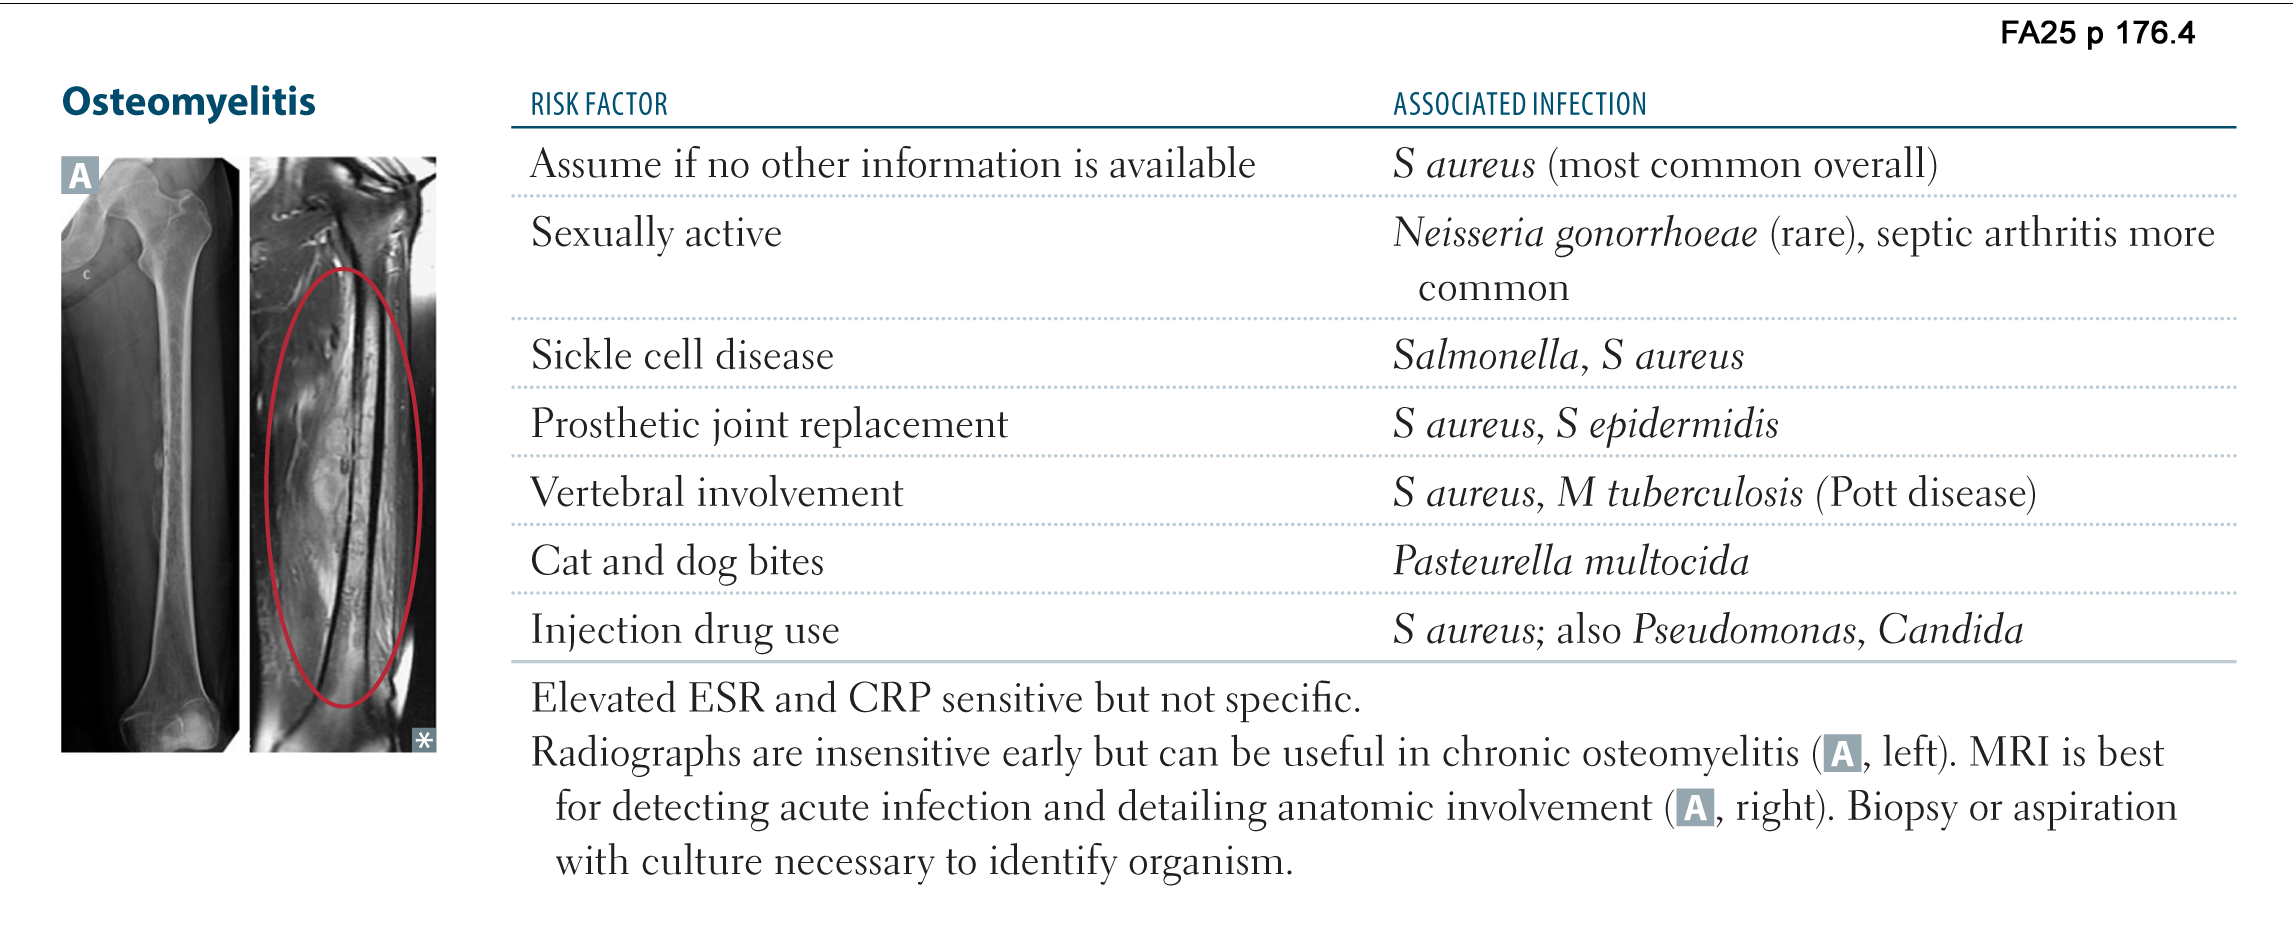 FA25 p 176.4
Osteomyelitis
RISK FACTOR
ASSOCIATED INFECTION
Assume if no other information is available
S aureus (most common overall)
Sexually active
Neisseria gonorrhoeae (rare), septic arthritis more
common
Sickle cell disease
Salmonella, S aureus
Prosthetic joint replacement
S aureus, S epidermidis
Vertebral involvement
S aureus, M tuberculosis (Pott disease)
Cat and dog bites
Pasteurella multocida
Injection drug use
S aureus; also Pseudomonas, Candida
Elevated ESR and CRP sensitive but not specific.
Radiographs are insensitive early but can be useful in chronic osteomyelitis (A, left). MRI is best
for detecting acute infection and detailing anatomic involvement (A, right). Biopsy or aspiration
with culture necessary to identify organism.
A
C
*